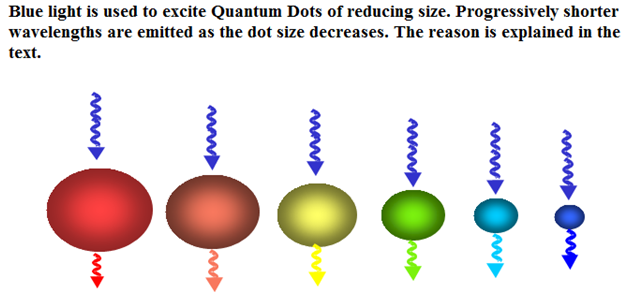 Blue light is used to excite Quantum Dots of reducing size. Progressively shorter
wavelengths are emitted as the dot size decreases. The reason is explained in the
text.